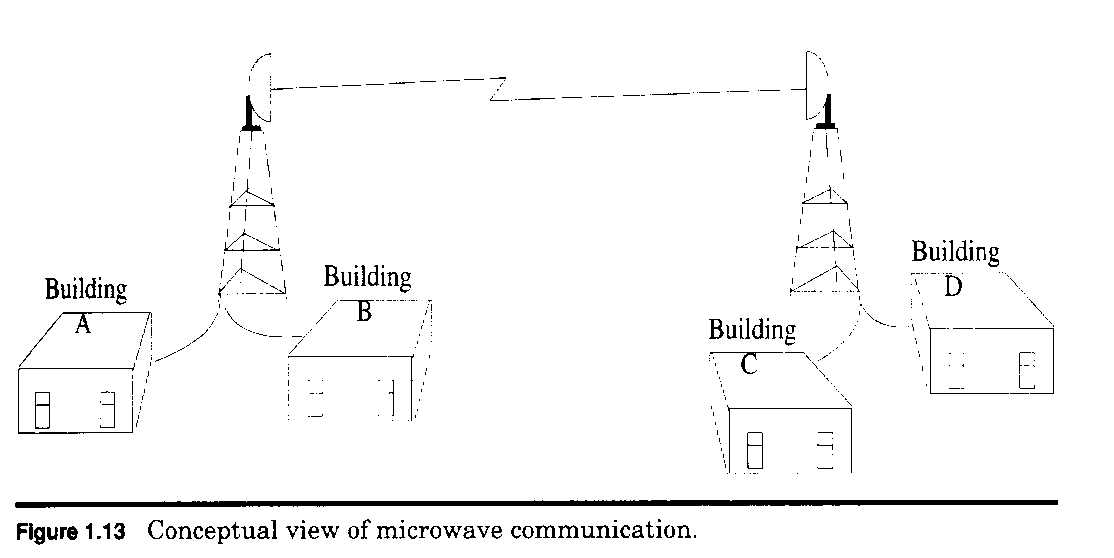 Building
A
Building
B
Building
C
Building
D
Figure 1.13 Conceptual view of microwave communication.